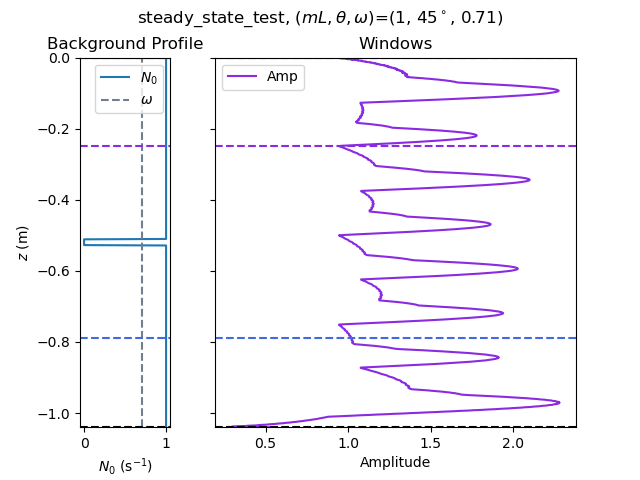 steady_state_test, (mL, θ, ω)=(1, 45°, 0.71)
Background Profile
Windows
N₀
ω
Amp
0.0
−0.2
−0.4
−0.6
−0.8
−1.0
z (m)
0
1
N₀ (s⁻¹)
0.5
1.0
1.5
2.0
Amplitude